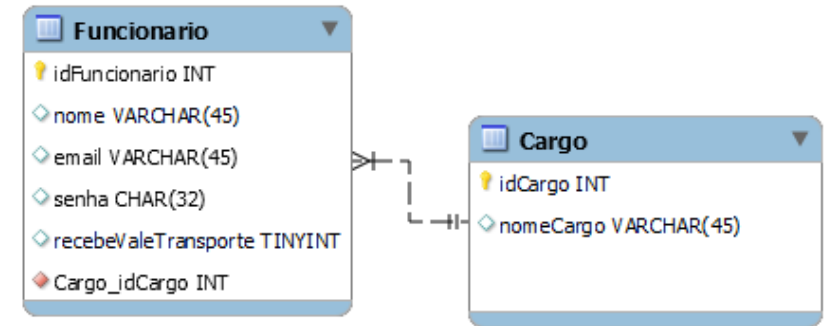 Funcionario
idFuncionario INT
nome VARCHAR(45)
email VARCHAR(45)
senha CHAR(32)
recebeValeTransporte TINYINT
Cargo_idCargo INT
Cargo
idCargo INT
nomeCargo VARCHAR(45)